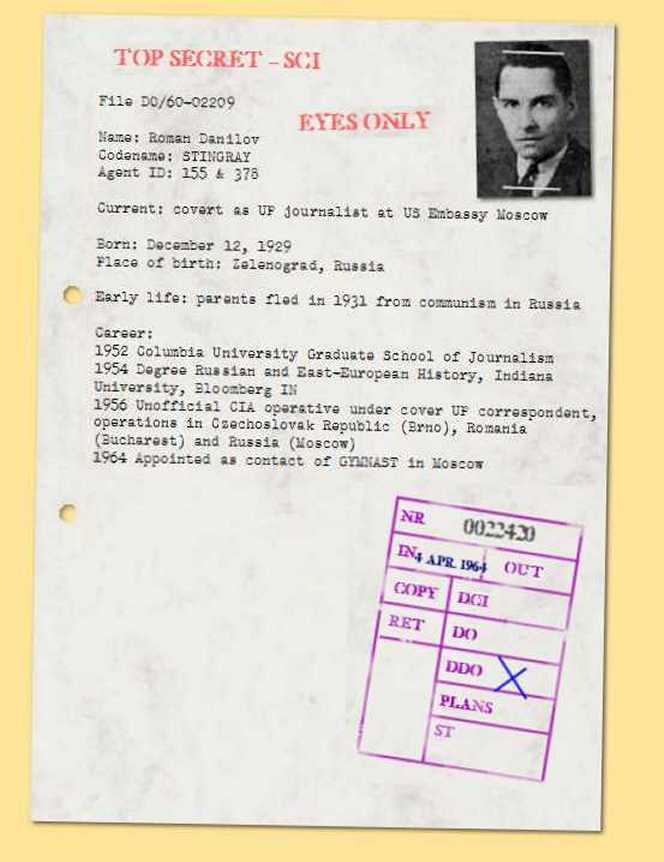 TOP SECRET – SCI
File DO/60-02209
EYES ONLY
Name: Roman Danilov
Codename: STINGRAY
Agent ID: 155 & 378
Current: covert as UP journalist at US Embassy Moscow
Born: December 12, 1929
Place of birth: Zelenograd, Russia
Early life: parents fled in 1931 from communism in Russia
Career:
1952 Columbia University Graduate School of Journalism
1954 Degree Russian and East-European History, Indiana
University, Bloomberg IN
1956 Unofficial CIA operative under cover UP correspondent,
operations in Czechoslovak Republic (Brno), Romania
(Bucharest) and Russia (Moscow)
1964 Appointed as contact of GYMNAST in Moscow
NR 0022420
IN 4 APR. 1964 OUT
COPY DCI
RET DO
DDO X
PLANS
ST